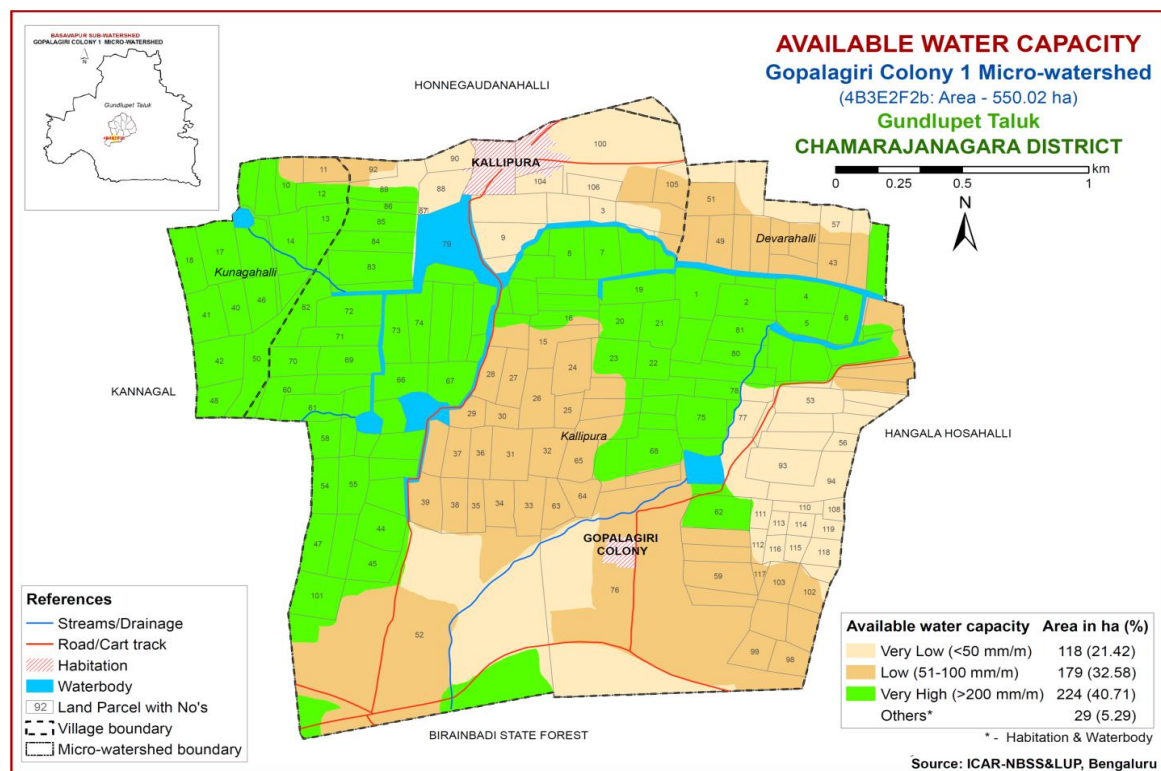 BASAVAPUR SUB-WATERSHED
GOPALAGIRI COLONY 1 MICRO-WATERSHED
N
Gundlupet Taluk
AVAILABLE WATER CAPACITY
Gopalagiri Colony 1 Micro-watershed
(4B3E2F2b: Area - 550.02 ha)
Gundlupet Taluk
CHAMARAJANAGARA DISTRICT
km
0 0.25 0.5 1
N
HONNEGAUDANAHALLI
100
90
KALLIPURA
11 92
10 12 89 88 104 106 105
86 87 3 51
13 85 57
14 84 79 9 49 Devarahalli
17 8 7 43
18 Kunagahalli 83
46 19 1 2 4
40 62 72 73 74 16 20 21 5 6
41 71 81
15
42 50 70 69 23 22 80
24
48 60 66 67 28 27 78
61 26 53
29 30 25 75 77
58 Kallipura 56
37 36 31 32 65 68 93
KANNAGAL
HANGALA HOSAHALLI
54 55 64 94
39 38 35 34 33 63
44 62 111 110 108
113 114 119
47 45 GOPALAGIRI
COLONY
112 116 115 118
101 76 59 117 103 102
52
99 98
BIRAINBADI STATE FOREST
References
Streams/Drainage
Road/Cart track
Habitation
Waterbody
92 Land Parcel with No's
Village boundary
Micro-watershed boundary
Available water capacity Area in ha (%)
Very Low (<50 mm/m) 118 (21.42)
Low (51-100 mm/m) 179 (32.58)
Very High (>200 mm/m) 224 (40.71)
Others* 29 (5.29)
* - Habitation & Waterbody
Source: ICAR-NBSS&LUP, Bengaluru